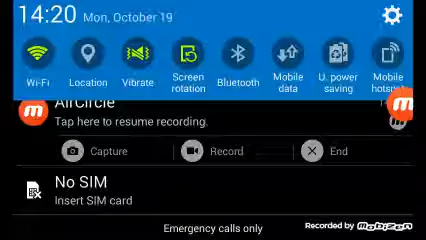 14:20 Mon, October 19
Wi-Fi
Location
Vibrate
Screen
rotation
Bluetooth
Mobile
data
U. power
saving
Mobile
AirCircle
Tap here to resume recording.
Capture
Record
End
No SIM
Insert SIM card
Emergency calls only
Recorded by Mobizen